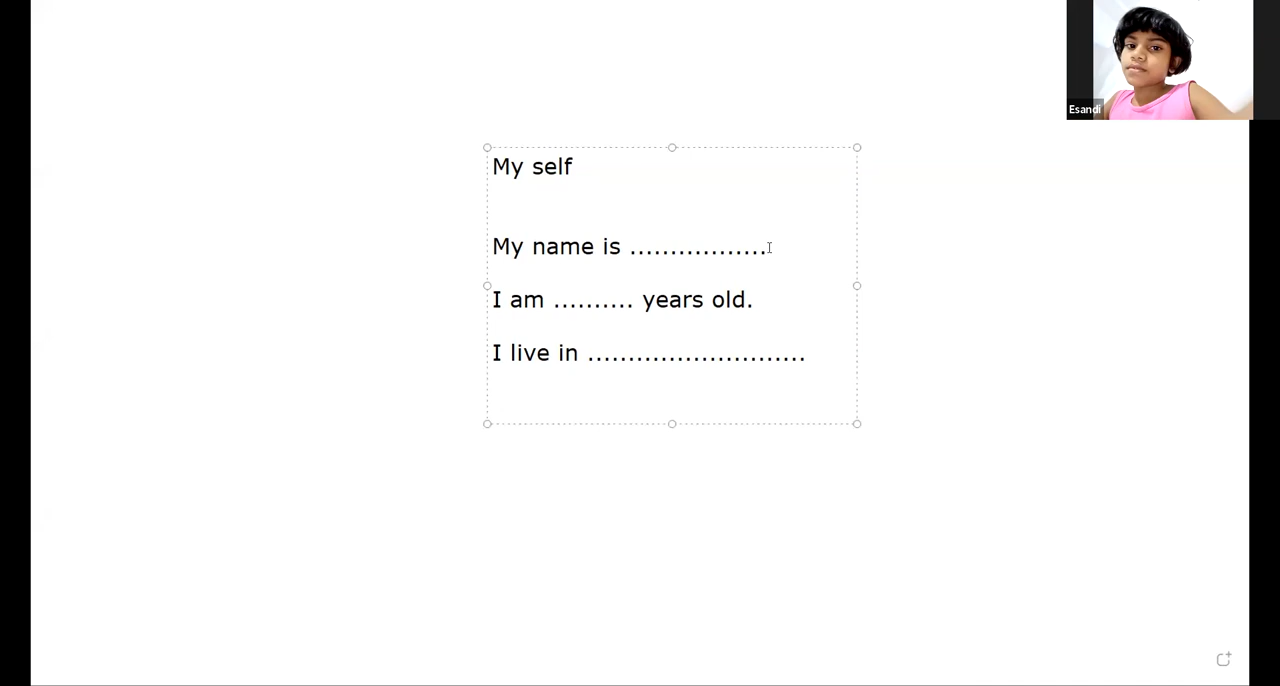 Esandi
My self
My name is .................
I am .......... years old.
I live in ...........................